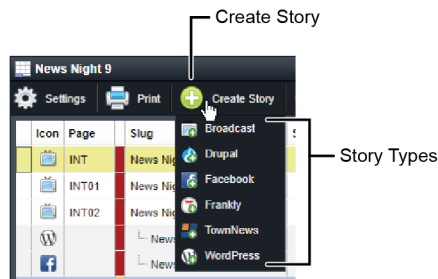 Create Story
News Night 9
Settings Print Create Story
Icon Page Slug
Broadcast
INT News Nig
Drupal
Story Types
INT01 News Nig
Facebook
INT02 News Nig
Frankly
News
TownNews
News
WordPress